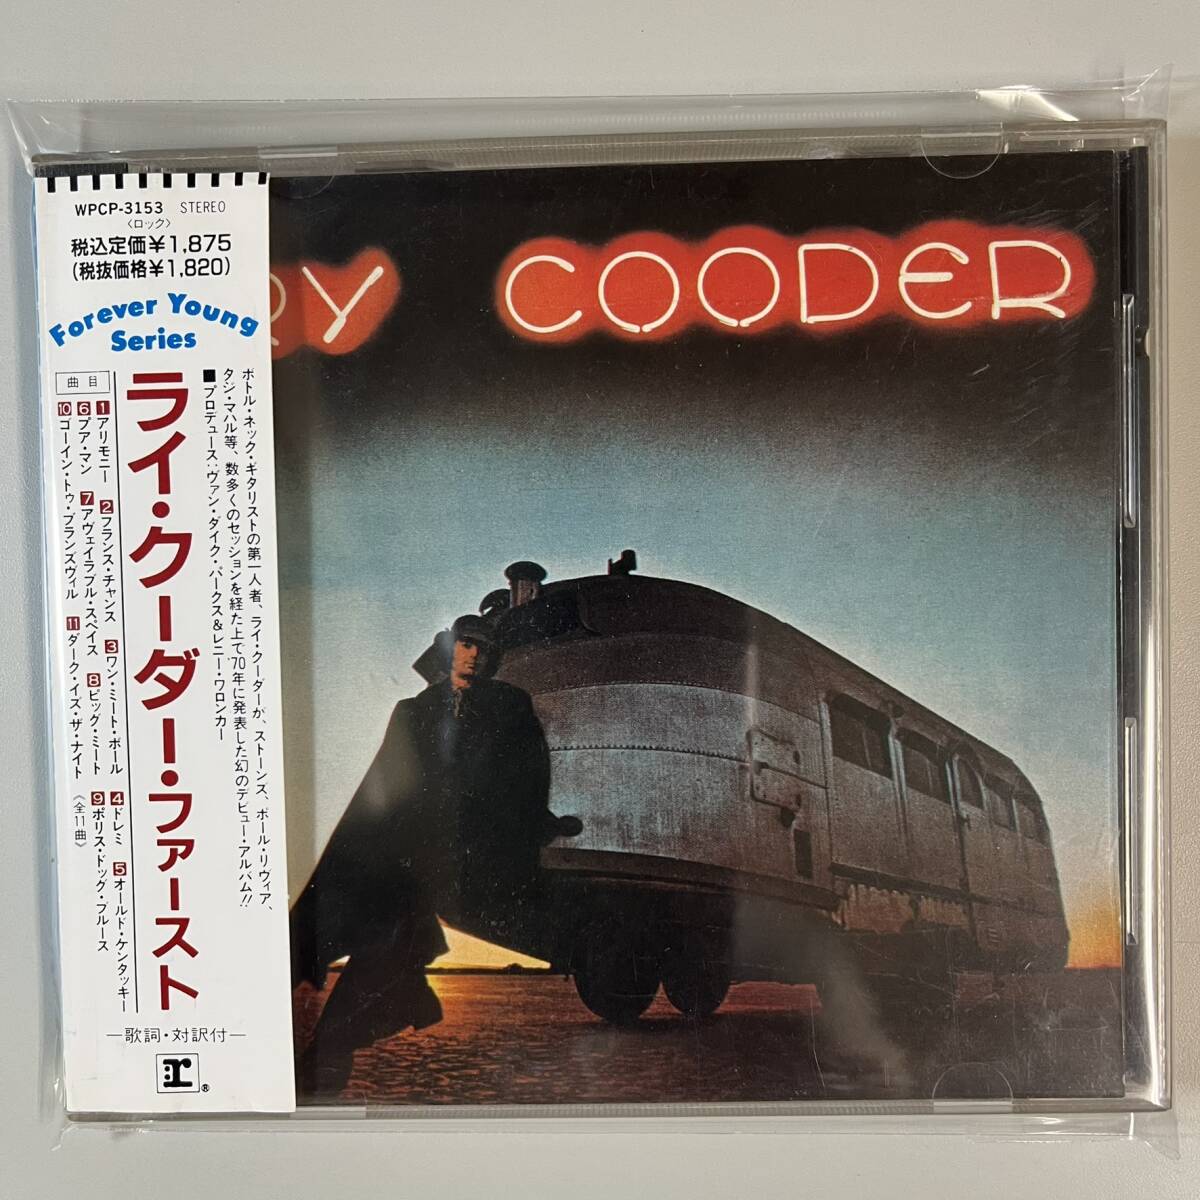 WPCP-3153 STEREO
〈ロック〉
税込定価¥1,875
(税抜価格¥1,820)
Forever Young
Series
RY COODER
ボトル・ネック・ギタリストの第一人者、ライ・クーダーが、ストーンズ、ポール・リヴィア、
タジ・マハル等、数多くのセッションを経た上で'70年に発表した幻のデビュー・アルバム!!
■プロデュース:ヴァン・ダイク・パークス&レニー・ワロンカー
ライ・クーダー・ファースト
曲目
1アリモニー 2フランス・チャンス 3ワン・ミート・ボール 4ドレミ 5オールド・ケンタッキー
6プア・マン 7アヴェイラブル・スペイス 8ピッグ・ミート 9ポリス・ドッグ・ブルース
10ゴーイン・トゥ・ブランズヴィル 11ダーク・イズ・ザ・ナイト 〈全11曲〉
—歌詞・対訳付—
r®